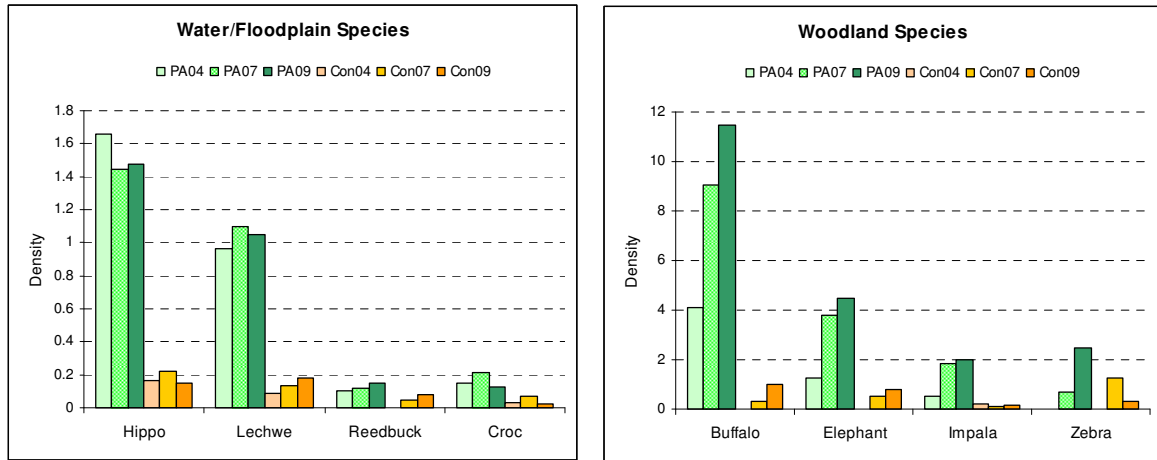 Water/Floodplain Species
PA04 PA07 PA09 Con04 Con07 Con09
1.8
1.6
1.4
1.2
1
0.8
0.6
0.4
0.2
0
Density
Hippo Lechwe Reedbuck Croc
Woodland Species
PA04 PA07 PA09 Con04 Con07 Con09
12
10
8
6
4
2
0
Density
Buffalo Elephant Impala Zebra